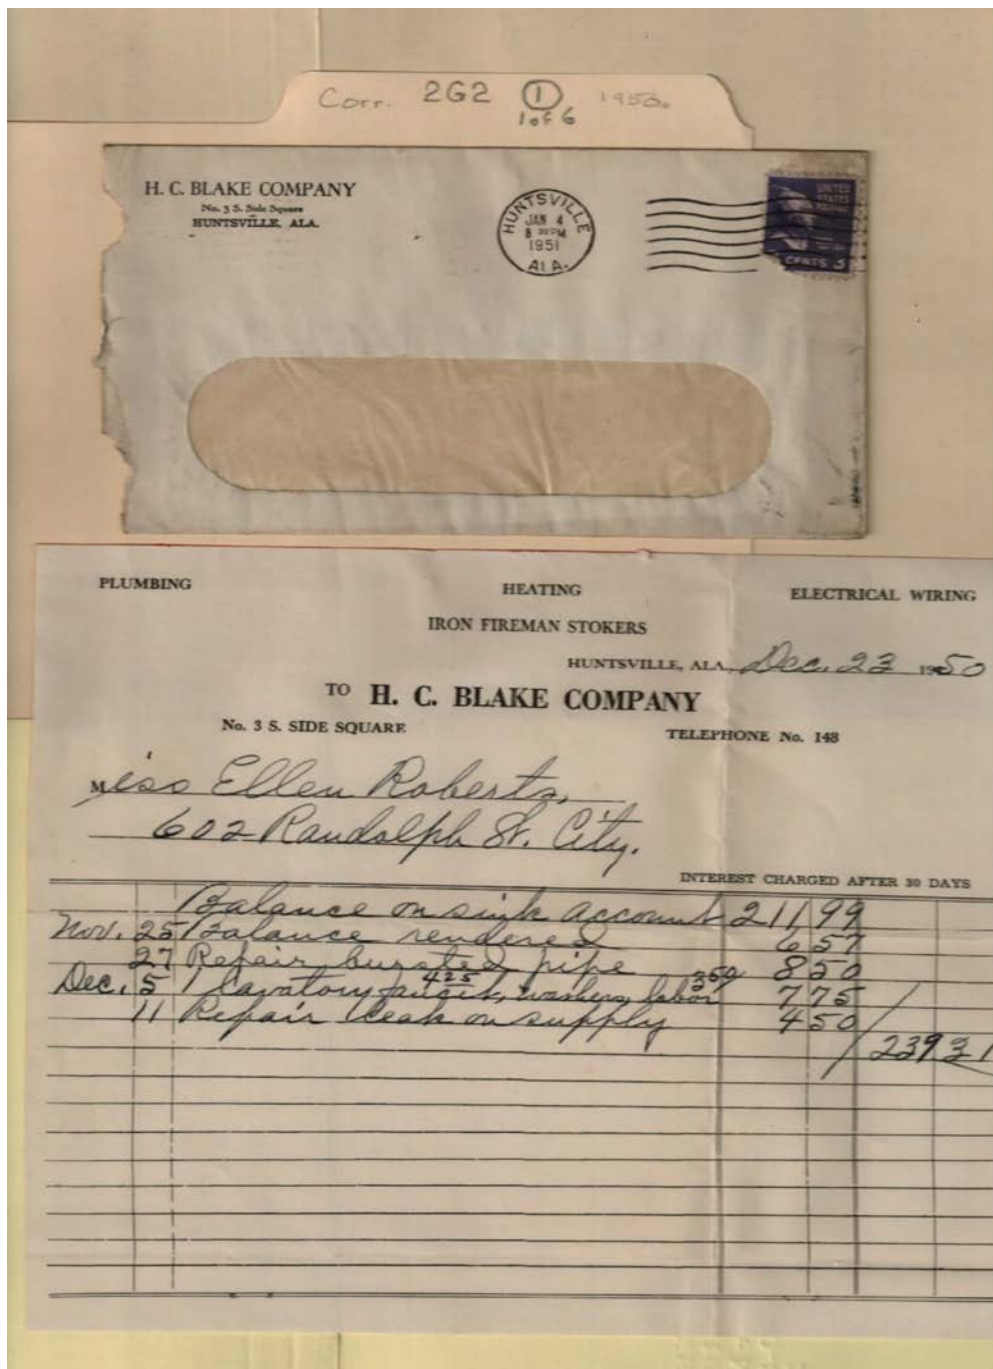 Corr. 2G2 1 1950.
1 of 6
H. C. BLAKE COMPANY
No. 3 S. Side Square
HUNTSVILLE, ALA.
HUNTSVILLE
JAN 4
8 30 PM
1951
ALA.
UNITED
STATES
CENTS 3
PLUMBING HEATING ELECTRICAL WIRING
IRON FIREMAN STOKERS
HUNTSVILLE, ALA., Dec. 23 1950
TO H. C. BLAKE COMPANY
No. 3 S. SIDE SQUARE TELEPHONE No. 148
Miss Ellen Roberts,
602 Randolph St. City.
INTEREST CHARGED AFTER 30 DAYS
Balance on sink account 211 99
Nov. 25 Balance rendered 6 57
27 Repair bursted pipe 8 50
Dec. 5 1 lavatory faucet, 4 25 washers, labor 3 50 7 75
11 Repair leak on supply 4 50
239 31